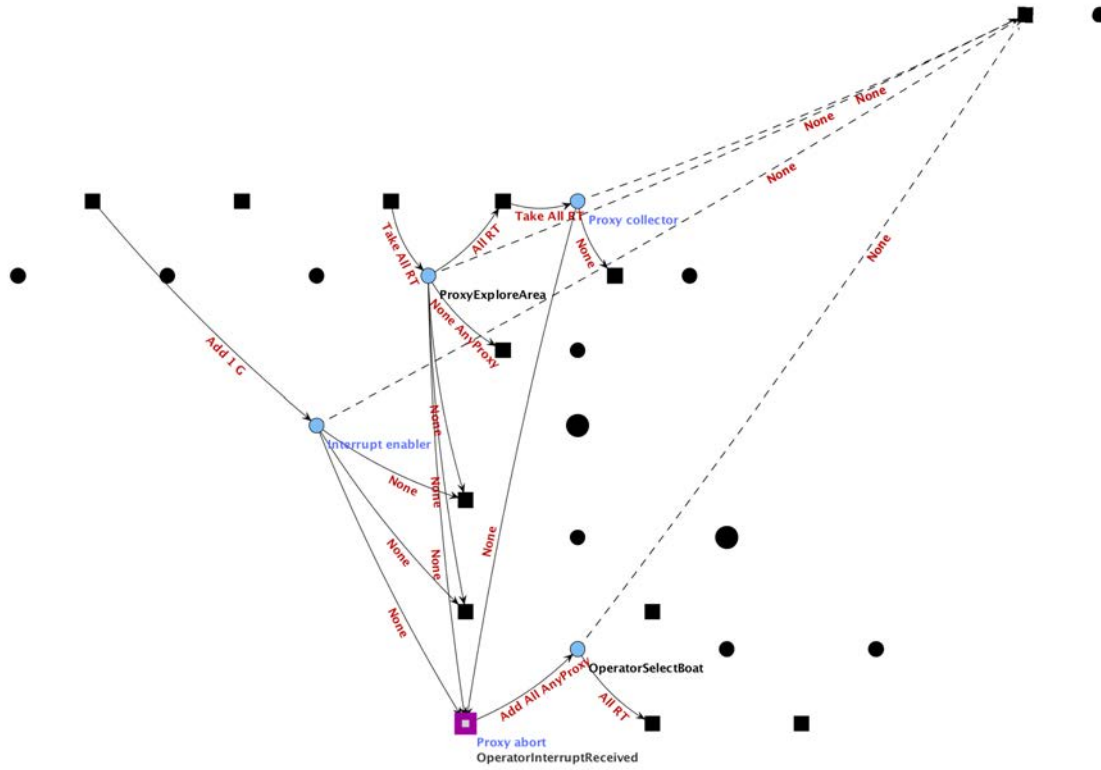 None
None
None
None
Take All RT
Proxy collector
Take All RT
All RT
None
ProxyExploreArea
None AnyProxy
Add 1 G
None
Interrupt enabler
None
None
None
None
None
None
Add All AnyProxy
OperatorSelectBoat
All RT
Proxy abort
OperatorInterruptReceived